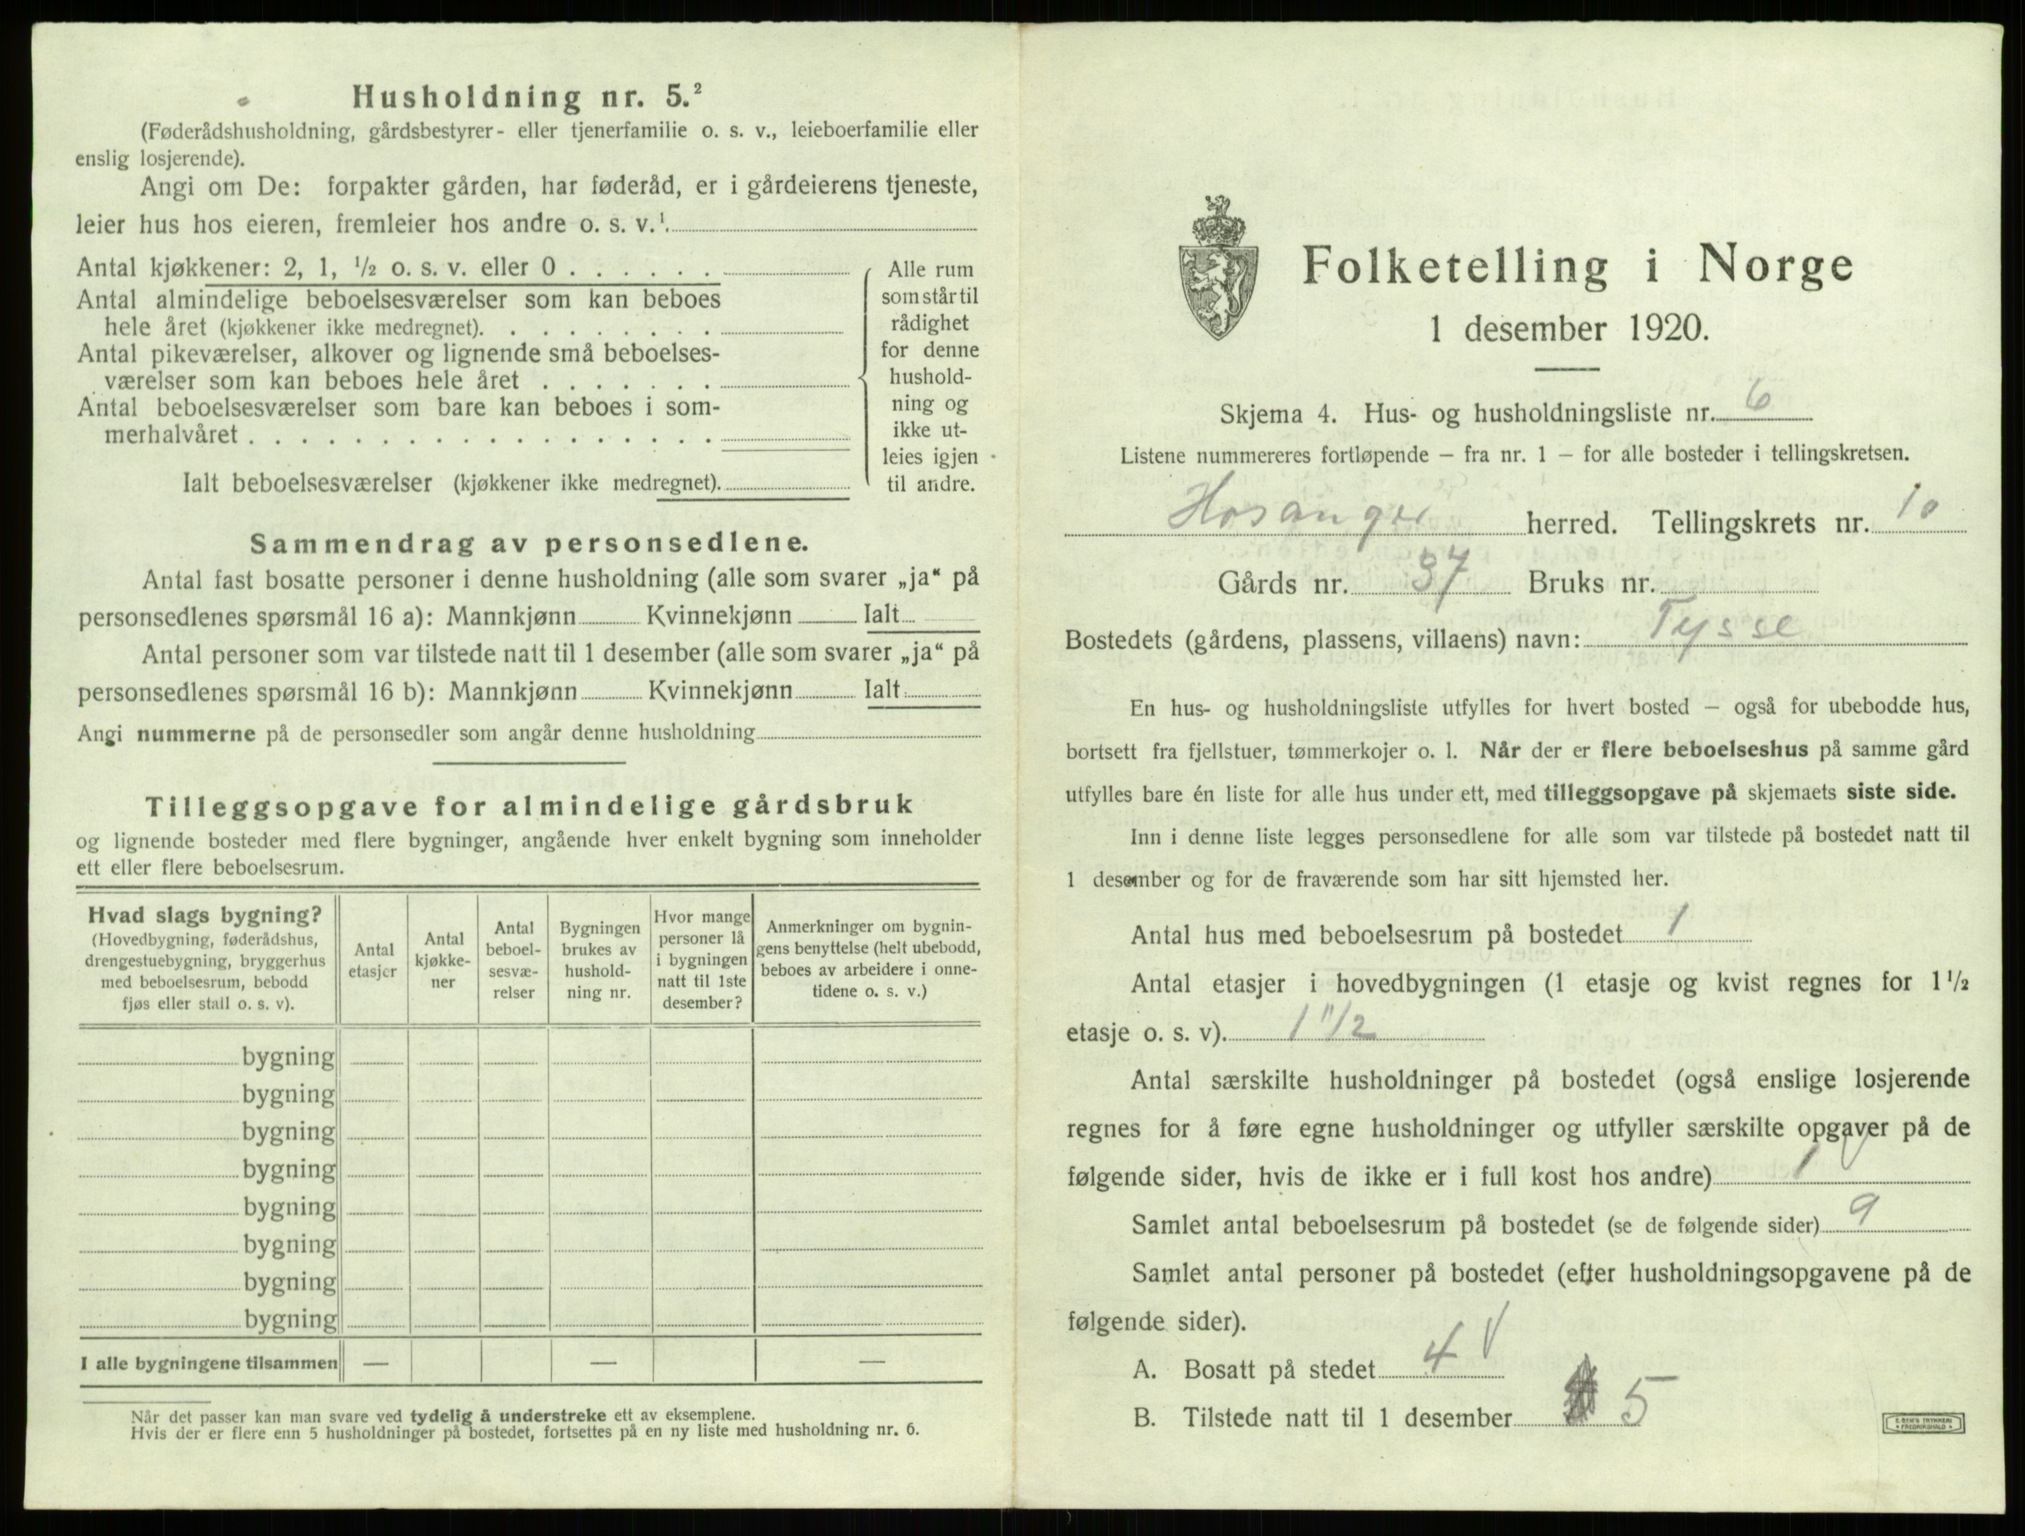 Husholdning nr. 5.²
(Føderådshusholdning, gårdsbestyrer- eller tjenerfamilie o. s. v., leieboerfamilie eller
enslig losjerende).
Angi om De: forpakter gården, har føderåd, er i gårdeierens tjeneste,
leier hus hos eieren, fremleier hos andre o. s. v.¹
Antal kjøkkener: 2, 1, ½ o. s. v. eller 0 . . . . . .
Antal almindelige beboelsesværelser som kan beboes
hele året (kjøkkener ikke medregnet). . . . . . . . .
Antal pikeværelser, alkover og lignende små beboelses-
værelser som kan beboes hele året . . . . . . .
Antal beboelsesværelser som bare kan beboes i som-
merhalvåret . . . . . . . . . . . . . . . . . .
Ialt beboelsesværelser (kjøkkener ikke medregnet).
Alle rum
som står til
rådighet
for denne
hushold-
ning og
ikke ut-
leies igjen
til andre.
Sammendrag av personsedlene.
Antal fast bosatte personer i denne husholdning (alle som svarer „ja“ på
personsedlenes spørsmål 16 a): Mannkjønn Kvinnekjønn Ialt
Antal personer som var tilstede natt til 1 desember (alle som svarer „ja“ på
personsedlenes spørsmål 16 b): Mannkjønn Kvinnekjønn Ialt
Angi nummerne på de personsedler som angår denne husholdning
Tilleggsopgave for almindelige gårdsbruk
og lignende bosteder med flere bygninger, angående hver enkelt bygning som inneholder
ett eller flere beboelsesrum.
Hvad slags bygning?
(Hovedbygning, føderådshus,
drengestuebygning, bryggerhus
med beboelsesrum, bebodd
fjøs eller stall o. s. v).
Antal
etasjer
Antal
kjøkke-
ner
Antal
beboel-
sesvæ-
relser
Bygningen
brukes av
hushold-
ning nr.
Hvor mange
personer lå
i bygningen
natt til 1ste
desember?
Anmerkninger om bygnin-
gens benyttelse (helt ubebodd,
beboes av arbeidere i onne-
tidene o. s. v.)
bygning
bygning
bygning
bygning
bygning
bygning
bygning
bygning
I alle bygningene tilsammen — — —
Når det passer kan man svare ved tydelig å understreke ett av eksemplene.
Hvis der er flere enn 5 husholdninger på bostedet, fortsettes på en ny liste med husholdning nr. 6.
Folketelling i Norge
1 desember 1920.
Skjema 4. Hus- og husholdningsliste nr. 6
Listene nummereres fortløpende – fra nr. 1 – for alle bosteder i tellingskretsen.
Hosanger herred. Tellingskrets nr. 10
Gårds nr. 37 Bruks nr.
Bostedets (gårdens, plassens, villaens) navn: Tysse
En hus- og husholdningsliste utfylles for hvert bosted – også for ubebodde hus,
bortsett fra fjellstuer, tømmerkojer o. l. Når der er flere beboelseshus på samme gård
utfylles bare én liste for alle hus under ett, med tilleggsopgave på skjemaets siste side.
Inn i denne liste legges personsedlene for alle som var tilstede på bostedet natt til
1 desember og for de fraværende som har sitt hjemsted her.
Antal hus med beboelsesrum på bostedet 1
Antal etasjer i hovedbygningen (1 etasje og kvist regnes for 1 ½
etasje o. s. v). 1 1/2
Antal særskilte husholdninger på bostedet (også enslige losjerende
regnes for å føre egne husholdninger og utfyller særskilte opgaver på de
følgende sider, hvis de ikke er i full kost hos andre) 1
Samlet antal beboelsesrum på bostedet (se de følgende sider) 9
Samlet antal personer på bostedet (efter husholdningsopgavene på de
følgende sider).
A. Bosatt på stedet 4
B. Tilstede natt til 1 desember 5